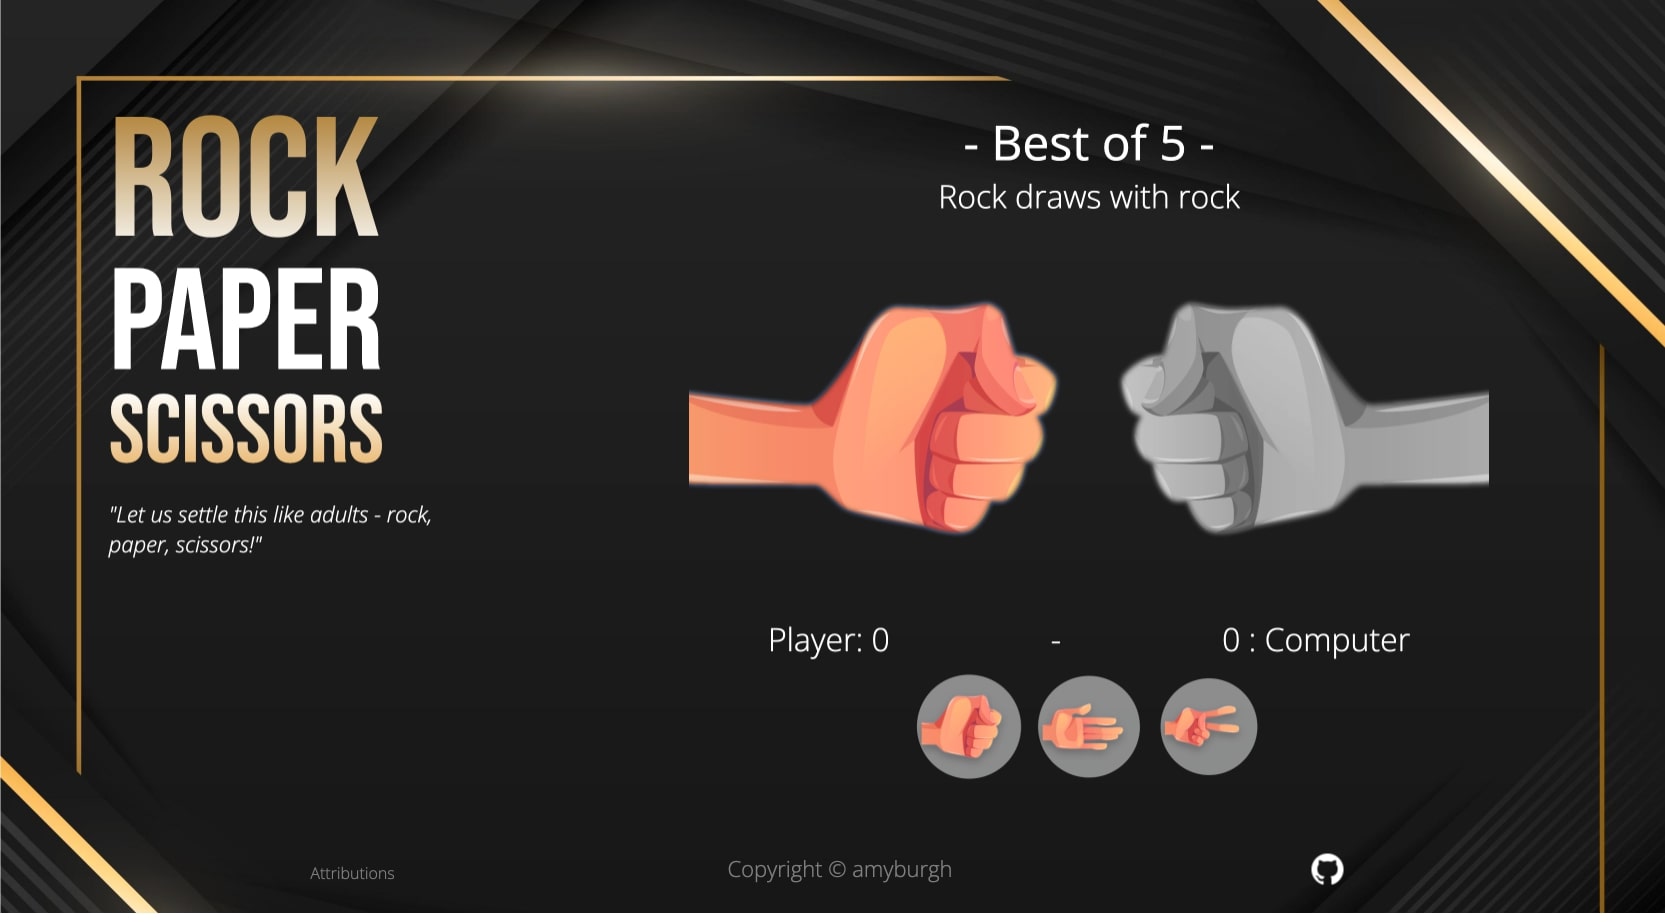 ROCK
PAPER
SCISSORS
"Let us settle this like adults - rock,
paper, scissors!"
- Best of 5 -
Rock draws with rock
Player: 0 - 0 : Computer
Attributions
Copyright © amyburgh